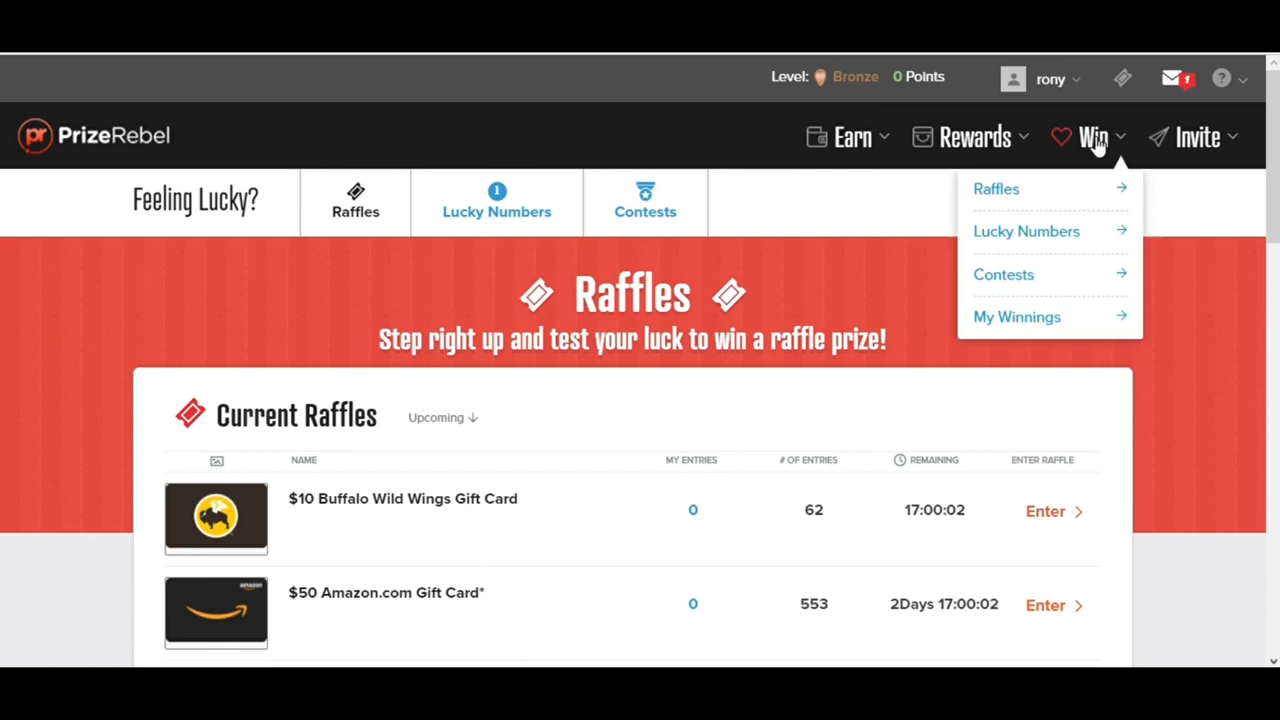 Level: Bronze 0 Points rony 1 ?
pr PrizeRebel Earn Rewards Win Invite
Feeling Lucky? Raffles 1 Lucky Numbers Contests
Raffles
Lucky Numbers
Contests
My Winnings
Raffles
Step right up and test your luck to win a raffle prize!
Current Raffles Upcoming
NAME MY ENTRIES # OF ENTRIES REMAINING ENTER RAFFLE
$10 Buffalo Wild Wings Gift Card 0 62 17:00:02 Enter
amazon
$50 Amazon.com Gift Card* 0 553 2Days 17:00:02 Enter